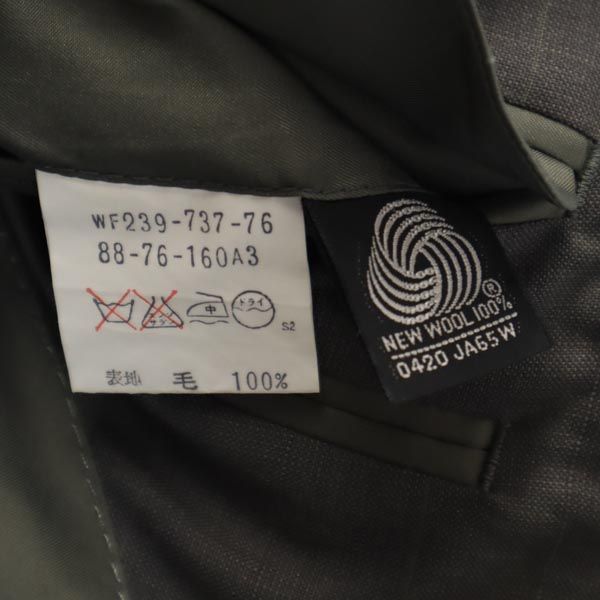 WF239-737-76
88-76-160A3
中
ドライ
S2
表地 毛 100%
NEW WOOL 100% ®
0420 JA65W